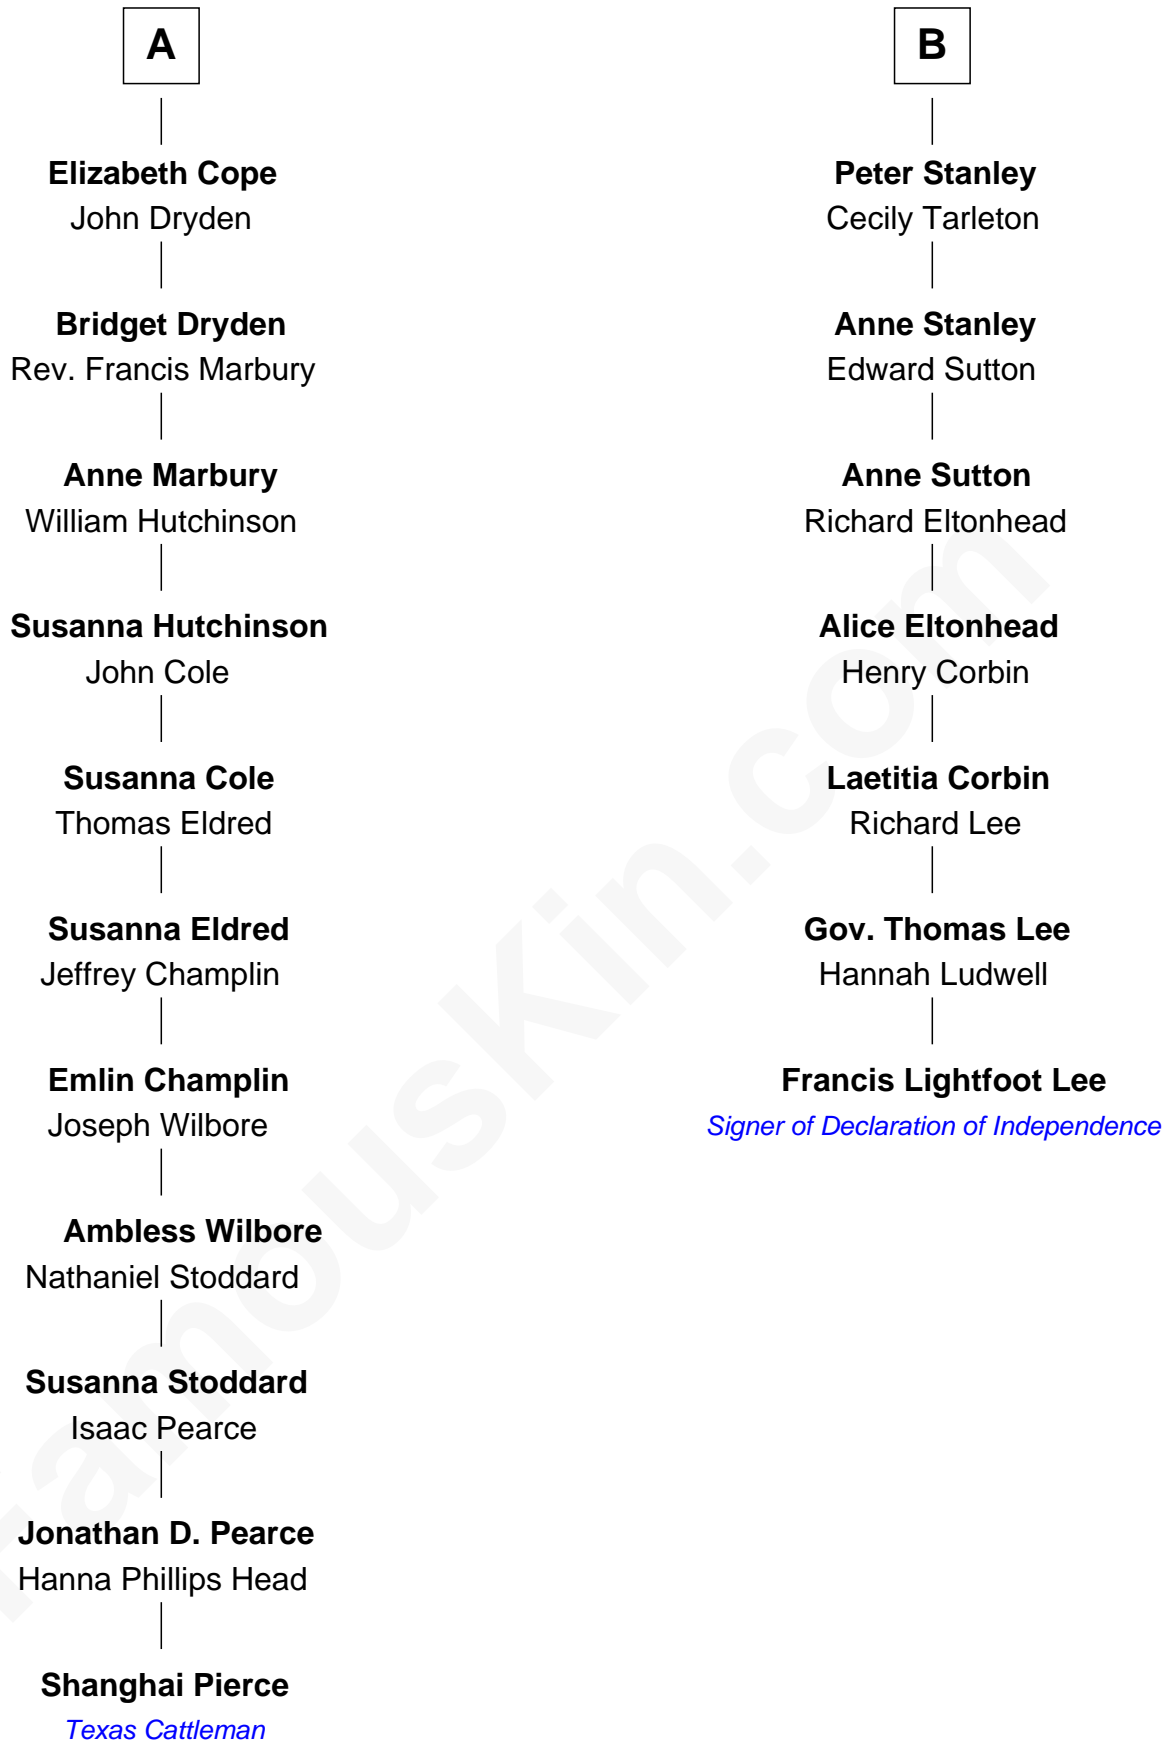 A
Elizabeth Cope
John Dryden
Bridget Dryden
Rev. Francis Marbury
Anne Marbury
William Hutchinson
Susanna Hutchinson
John Cole
Susanna Cole
Thomas Eldred
Susanna Eldred
Jeffrey Champlin
Emlin Champlin
Joseph Wilbore
Ambless Wilbore
Nathaniel Stoddard
Susanna Stoddard
Isaac Pearce
Jonathan D. Pearce
Hanna Phillips Head
Shanghai Pierce
Texas Cattleman
B
Peter Stanley
Cecily Tarleton
Anne Stanley
Edward Sutton
Anne Sutton
Richard Eltonhead
Alice Eltonhead
Henry Corbin
Laetitia Corbin
Richard Lee
Gov. Thomas Lee
Hannah Ludwell
Francis Lightfoot Lee
Signer of Declaration of Independence
FamousKin.com